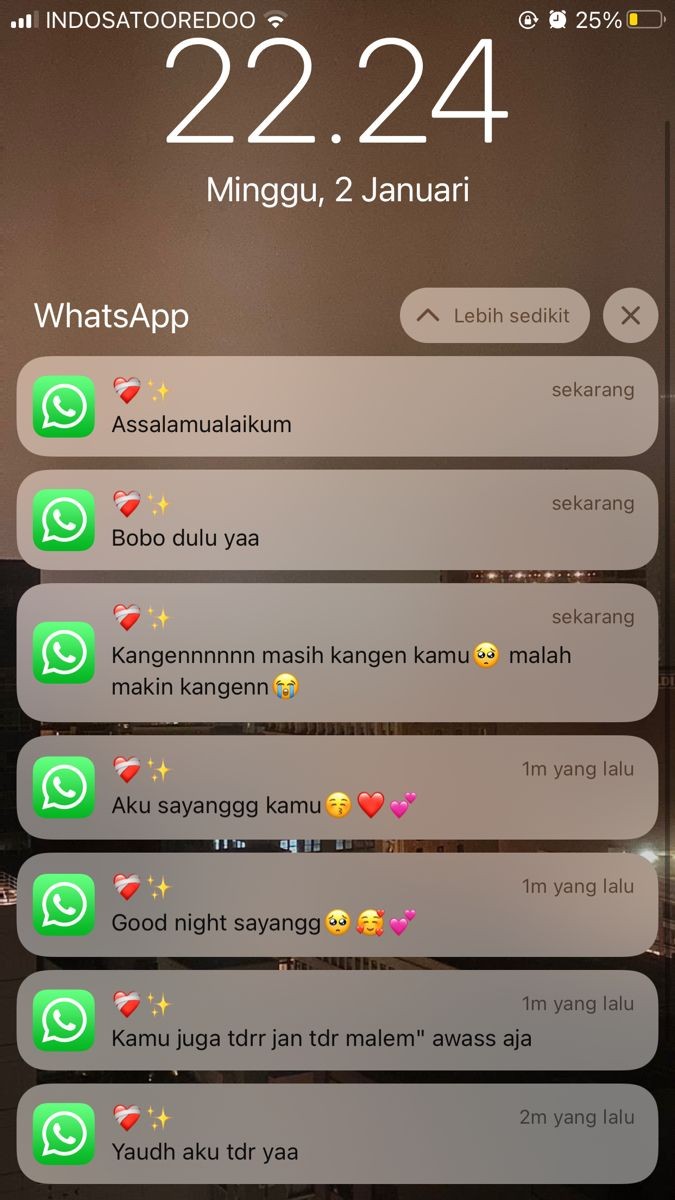 INDOSATOOREDOO 25%
22.24
Minggu, 2 Januari
WhatsApp Lebih sedikit
❤️‍🩹✨ sekarang
Assalamualaikum
❤️‍🩹✨ sekarang
Bobo dulu yaa
❤️‍🩹✨ sekarang
Kangennnnnn masih kangen kamu🥺 malah
makin kangenn😭
❤️‍🩹✨ 1m yang lalu
Aku sayanggg kamu😚❤️💕
❤️‍🩹✨ 1m yang lalu
Good night sayangg🥺🥰💕
❤️‍🩹✨ 1m yang lalu
Kamu juga tdrr jan tdr malem" awass aja
❤️‍🩹✨ 2m yang lalu
Yaudh aku tdr yaa